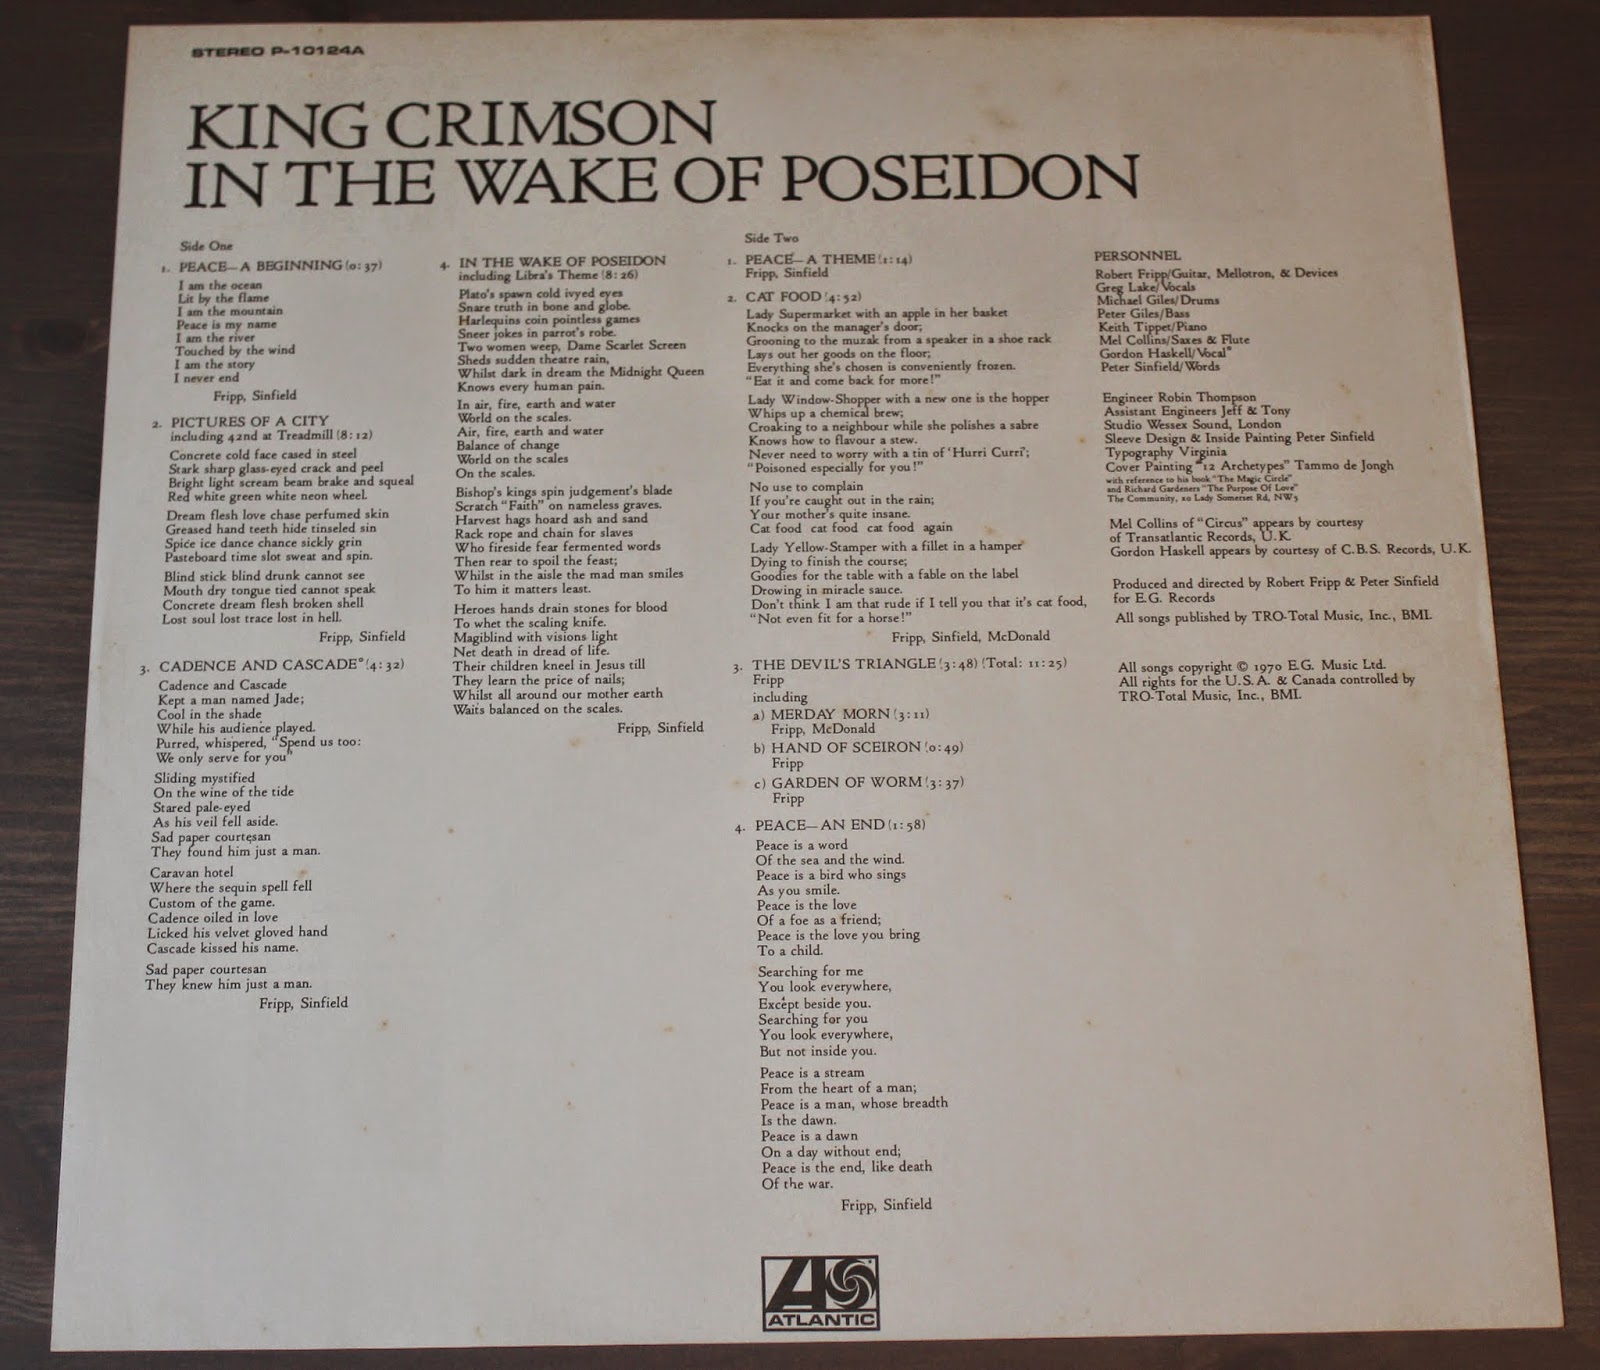 STEREO P-10124A
KING CRIMSON
IN THE WAKE OF POSEIDON
Side One
1. PEACE—A BEGINNING (0:37)
I am the ocean
Lit by the flame
I am the mountain
Peace is my name
I am the river
Touched by the wind
I am the story
I never end
Fripp, Sinfield
2. PICTURES OF A CITY
including 42nd at Treadmill (8:12)
Concrete cold face cased in steel
Stark sharp glass-eyed crack and peel
Bright light scream beam brake and squeal
Red white green white neon wheel.
Dream flesh love chase perfumed skin
Greased hand teeth hide tinseled sin
Spice ice dance chance sickly grin
Pasteboard time slot sweat and spin.
Blind stick blind drunk cannot see
Mouth dry tongue tied cannot speak
Concrete dream flesh broken shell
Lost soul lost trace lost in hell.
Fripp, Sinfield
3. CADENCE AND CASCADE* (4:32)
Cadence and Cascade
Kept a man named Jade;
Cool in the shade
While his audience played.
Purred, whispered, "Spend us too:
We only serve for you"
Sliding mystified
On the wine of the tide
Stared pale-eyed
As his veil fell aside.
Sad paper courtesan
They found him just a man.
Caravan hotel
Where the sequin spell fell
Custom of the game.
Cadence oiled in love
Licked his velvet gloved hand
Cascade kissed his name.
Sad paper courtesan
They knew him just a man.
Fripp, Sinfield
4. IN THE WAKE OF POSEIDON
including Libra's Theme (8:26)
Plato's spawn cold ivyed eyes
Snare truth in bone and globe.
Harlequins coin pointless games
Sneer jokes in parrot's robe.
Two women weep, Dame Scarlet Screen
Sheds sudden theatre rain,
Whilst dark in dream the Midnight Queen
Knows every human pain.
In air, fire, earth and water
World on the scales.
Air, fire, earth and water
Balance of change
World on the scales
On the scales.
Bishop's kings spin judgement's blade
Scratch "Faith" on nameless graves.
Harvest hags hoard ash and sand
Rack rope and chain for slaves
Who fireside fear fermented words
Then rear to spoil the feast;
Whilst in the aisle the mad man smiles
To him it matters least.
Heroes hands drain stones for blood
To whet the scaling knife.
Magiblind with visions light
Net death in dread of life.
Their children kneel in Jesus till
They learn the price of nails;
Whilst all around our mother earth
Waits balanced on the scales.
Fripp, Sinfield
Side Two
1. PEACE—A THEME (1:14)
Fripp, Sinfield
2. CAT FOOD (4:52)
Lady Supermarket with an apple in her basket
Knocks on the manager's door;
Grooning to the muzak from a speaker in a shoe rack
Lays out her goods on the floor;
Everything she's chosen is conveniently frozen.
"Eat it and come back for more!"
Lady Window-Shopper with a new one is the hopper
Whips up a chemical brew;
Croaking to a neighbour while she polishes a sabre
Knows how to flavour a stew.
Never need to worry with a tin of 'Hurri Curri';
"Poisoned especially for you!"
No use to complain
If you're caught out in the rain;
Your mother's quite insane.
Cat food cat food cat food again
Lady Yellow-Stamper with a fillet in a hamper
Dying to finish the course;
Goodies for the table with a fable on the label
Drowing in miracle sauce.
Don't think I am that rude if I tell you that it's cat food,
"Not even fit for a horse!"
Fripp, Sinfield, McDonald
3. THE DEVIL'S TRIANGLE (3:48) (Total: 11:25)
Fripp
including
a) MERDAY MORN (3:11)
Fripp, McDonald
b) HAND OF SCEIRON (0:49)
Fripp
c) GARDEN OF WORM (3:37)
Fripp
4. PEACE—AN END (1:58)
Peace is a word
Of the sea and the wind.
Peace is a bird who sings
As you smile.
Peace is the love
Of a foe as a friend;
Peace is the love you bring
To a child.
Searching for me
You look everywhere,
Except beside you.
Searching for you
You look everywhere,
But not inside you.
Peace is a stream
From the heart of a man;
Peace is a man, whose breadth
Is the dawn.
Peace is a dawn
On a day without end;
Peace is the end, like death
Of the war.
Fripp, Sinfield
PERSONNEL
Robert Fripp/Guitar, Mellotron, & Devices
Greg Lake/Vocals
Michael Giles/Drums
Peter Giles/Bass
Keith Tippet/Piano
Mel Collins/Saxes & Flute
Gordon Haskell/Vocal*
Peter Sinfield/Words
Engineer Robin Thompson
Assistant Engineers Jeff & Tony
Studio Wessex Sound, London
Sleeve Design & Inside Painting Peter Sinfield
Typography Virginia
Cover Painting "12 Archetypes" Tammo de Jongh
with reference to his book "The Magic Circle"
and Richard Gardeners "The Purpose Of Love"
The Community, 20 Lady Somerset Rd, NW5
Mel Collins of "Circus" appears by courtesy
of Transatlantic Records, U.K.
Gordon Haskell appears by courtesy of C.B.S. Records, U.K.
Produced and directed by Robert Fripp & Peter Sinfield
for E.G. Records
All songs published by TRO-Total Music, Inc., BMI.
All songs copyright © 1970 E.G. Music Ltd.
All rights for the U.S.A. & Canada controlled by
TRO-Total Music, Inc., BMI.
ATLANTIC